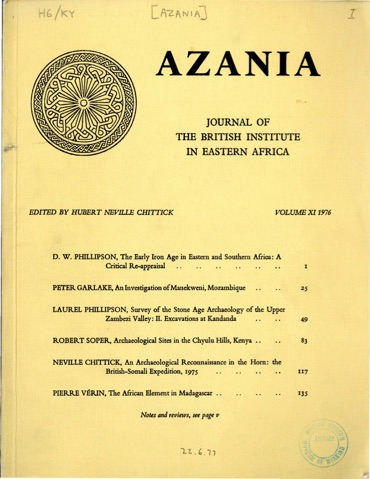 H6/KY [AZANIA] I
AZANIA
JOURNAL OF
THE BRITISH INSTITUTE
IN EASTERN AFRICA
EDITED BY HUBERT NEVILLE CHITTICK VOLUME XI 1976
D. W. PHILLIPSON, The Early Iron Age in Eastern and Southern Africa: A
Critical Re-appraisal .. .. .. .. .. .. 1
PETER GARLAKE, An Investigation of Manekweni, Mozambique .. .. 25
LAUREL PHILLIPSON, Survey of the Stone Age Archaeology of the Upper
Zambezi Valley: II. Excavations at Kandanda .. .. 49
ROBERT SOPER, Archaeological Sites in the Chyulu Hills, Kenya .. .. 83
NEVILLE CHITTICK, An Archaeological Reconnaissance in the Horn: the
British-Somali Expedition, 1975 .. .. .. .. 117
PIERRE VÉRIN, The African Element in Madagascar .. .. .. .. 135
Notes and reviews, see page v
22.6.77